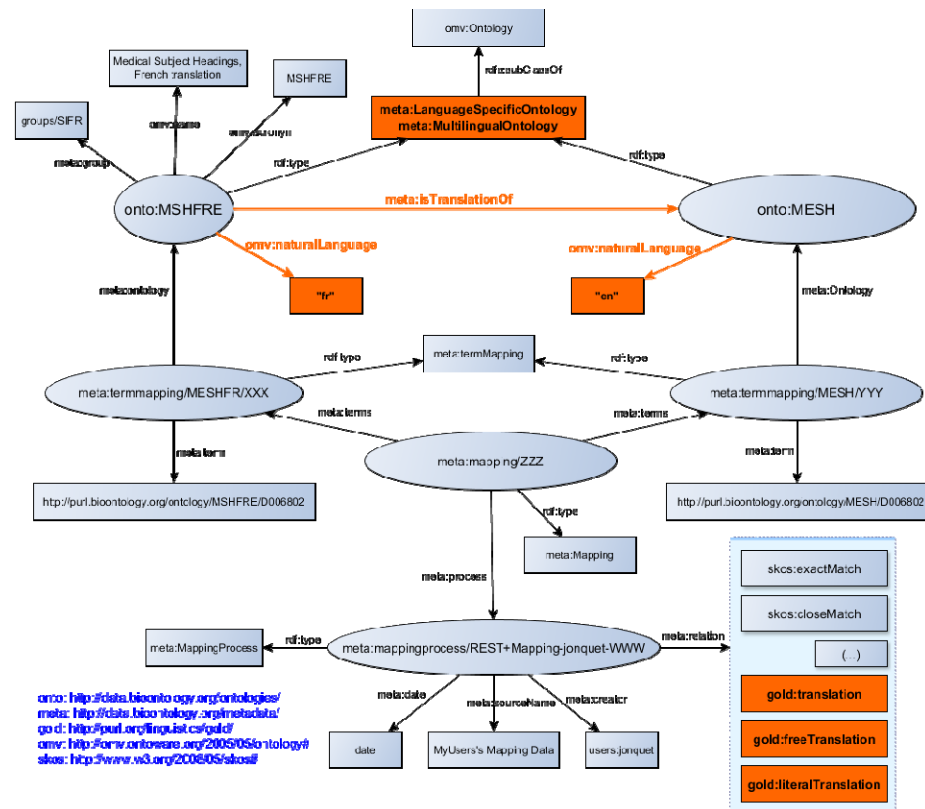 omv:Ontology
rdf:subClassOf
Medical Subject Headings,
French translation
MSHFRE
groups/SIFR
meta:LanguageSpecificOntology
meta:MultilingualOntology
omv:name
omv:acronym
meta:group
rdf:type
rdf:type
onto:MSHFRE
meta:isTranslationOf
onto:MESH
omv:naturalLanguage
omv:naturalLanguage
"fr"
"en"
meta:ontology
meta:Ontology
rdf:type
meta:termMapping
rdf:type
meta:termmapping/MESHFR/XXX
meta:termmapping/MESH/YYY
meta:terms
meta:terms
meta:term
meta:mapping/ZZZ
meta:term
http://purl.bioontology.org/ontology/MSHFRE/D006802
http://purl.bioontology.org/ontology/MESH/D006802
rdf:type
meta:Mapping
meta:process
skos:exactMatch
skos:closeMatch
(...)
meta:relation
rdf:type
meta:MappingProcess
meta:mappingprocess/REST+Mapping-jonquet-WWW
gold:translation
gold:freeTranslation
gold:literalTranslation
meta:date
meta:sourceName
meta:creator
date
MyUsers's Mapping Data
users:jonquet
onto: http://data.bioontology.org/ontologies/
meta: http://data.bioontology.org/metadata/
gold: http://purl.org/linguistics/gold/
omv: http://omv.ontoware.org/2005/05/ontology#
skos: http://www.w3.org/2008/05/skos#